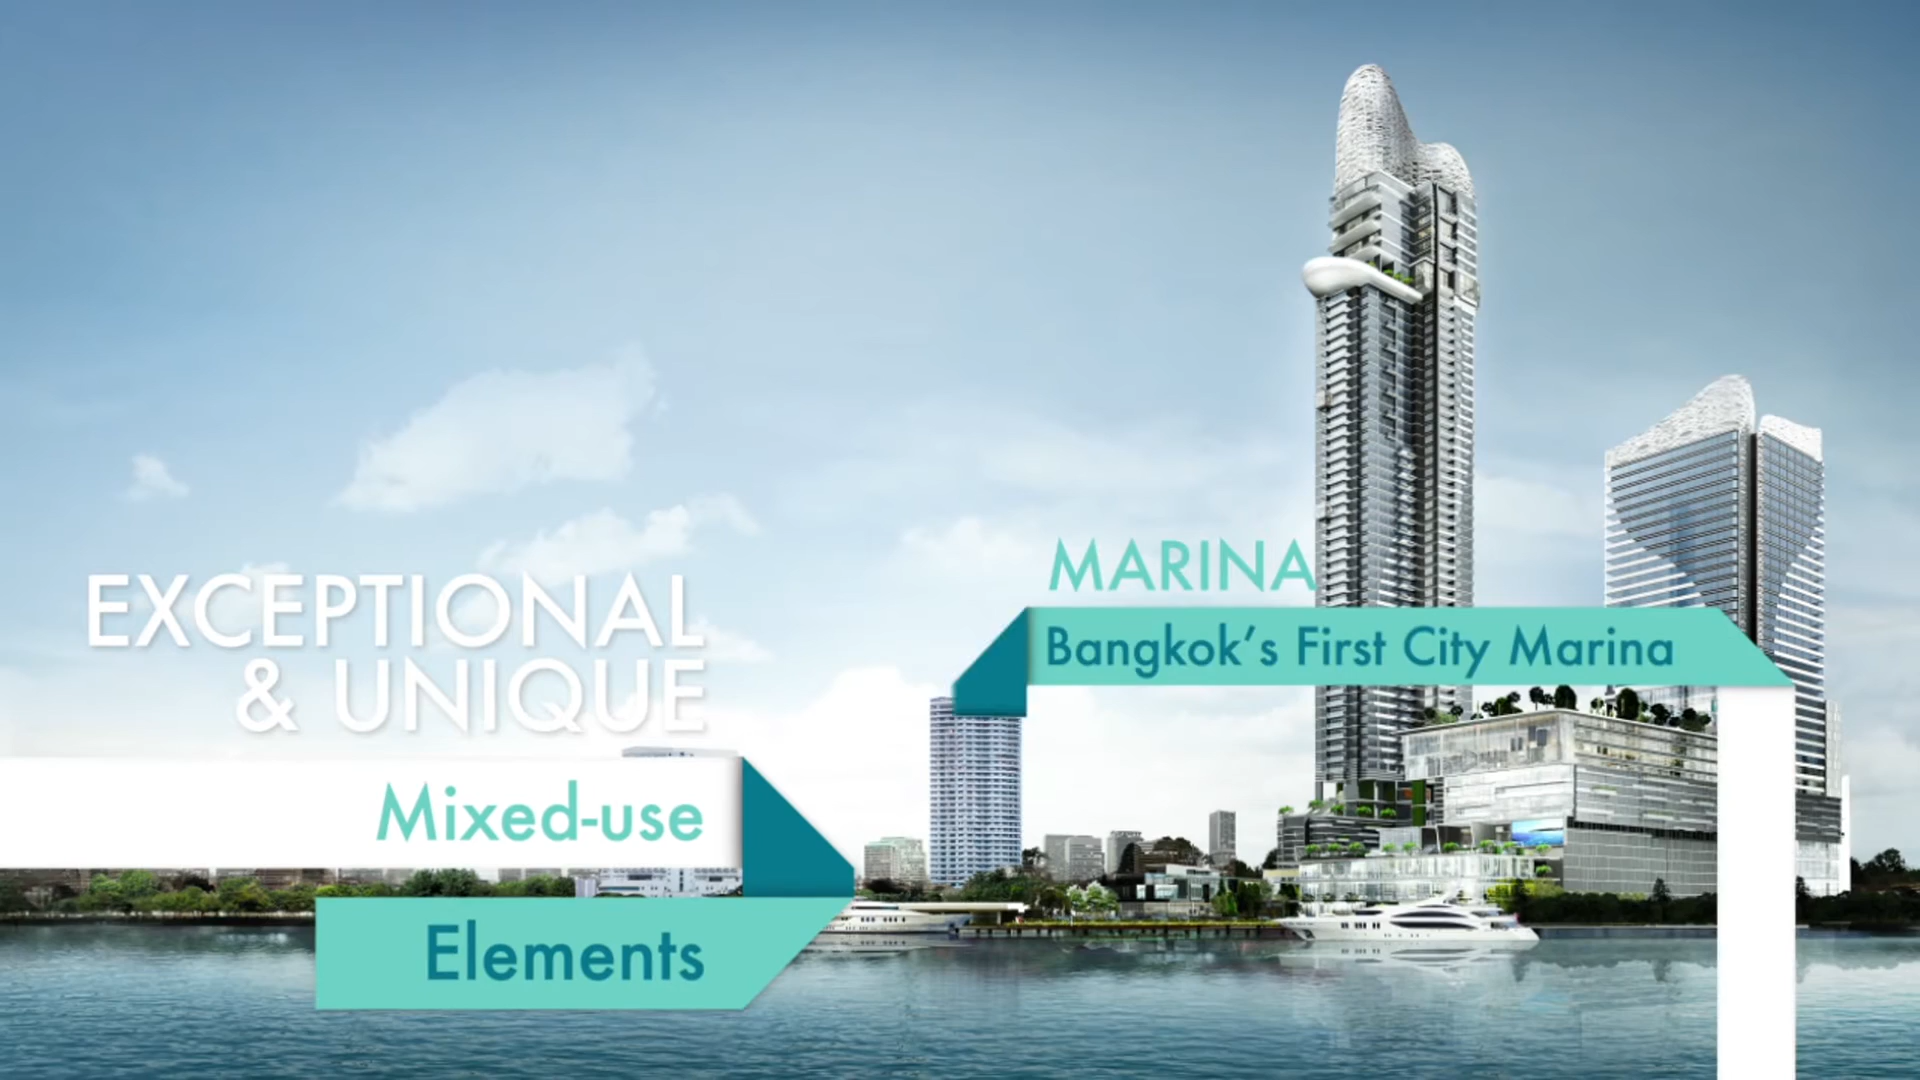 EXCEPTIONAL
& UNIQUE
Mixed-use
Elements
MARINA
Bangkok's First City Marina